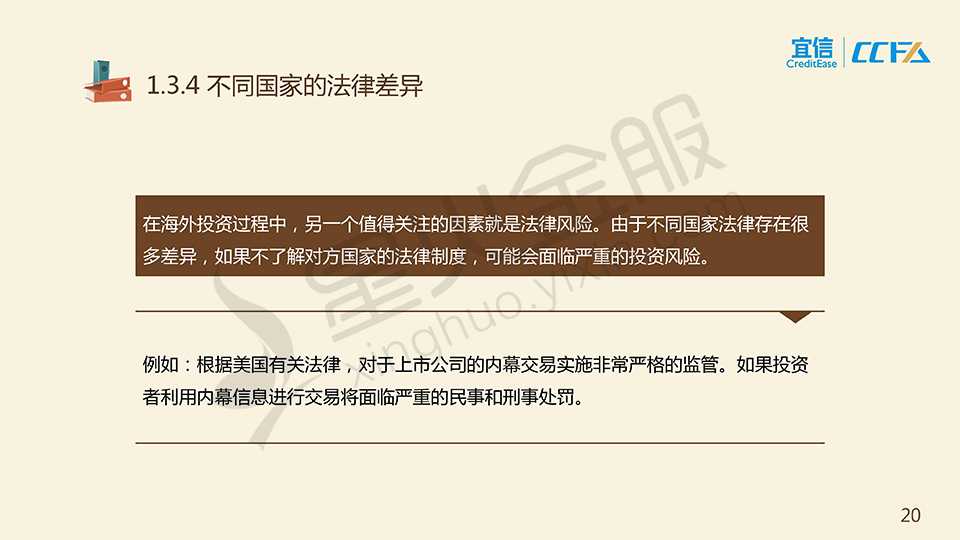 宜信
CreditEase
CCFA
1.3.4 不同国家的法律差异
在海外投资过程中，另一个值得关注的因素就是法律风险。由于不同国家法律存在很
多差异，如果不了解对方国家的法律制度，可能会面临严重的投资风险。
例如：根据美国有关法律，对于上市公司的内幕交易实施非常严格的监管。如果投资
者利用内幕信息进行交易将面临严重的民事和刑事处罚。
星火金服
xinghuo.yixin.com
20